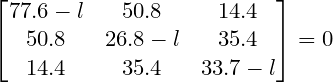 77.6 − l 50.8 14.4
50.8 26.8 − l 35.4 = 0
14.4 35.4 33.7 − l